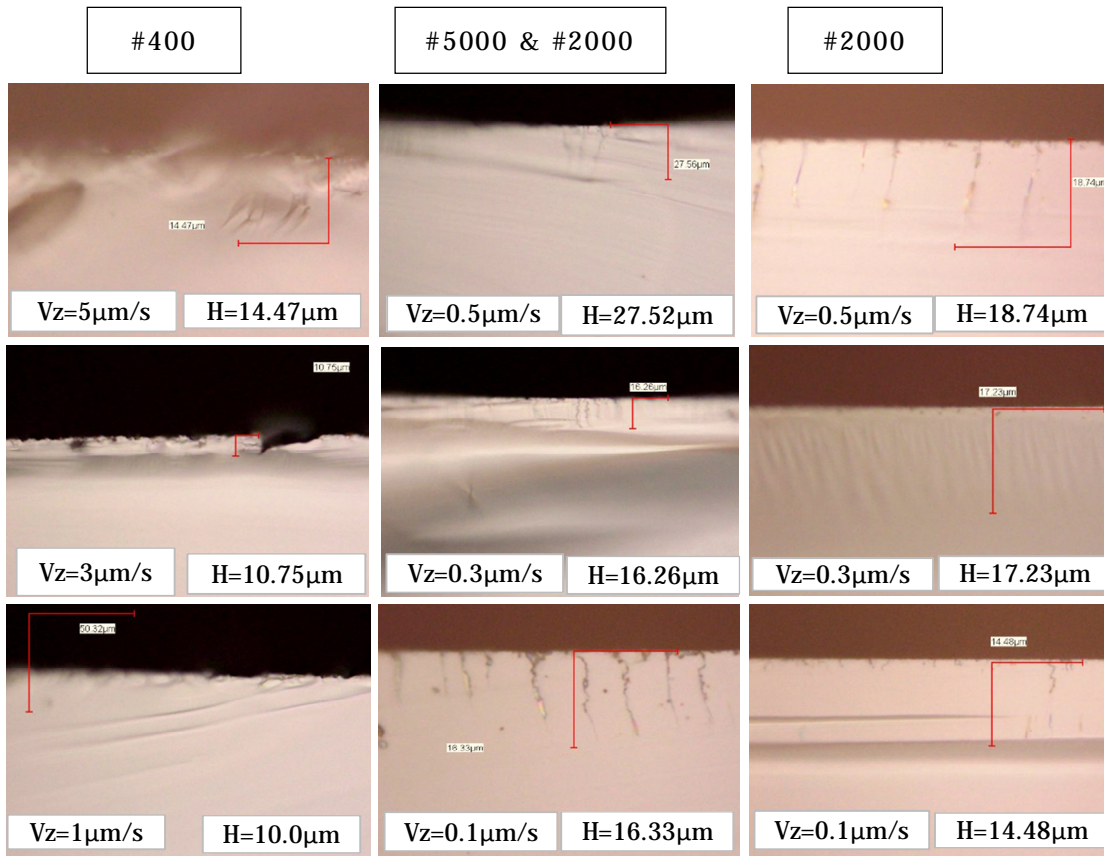 #400
#5000 & #2000
#2000
14.47µm
27.56µm
18.74µm
Vz=5µm/s
H=14.47µm
Vz=0.5µm/s
H=27.52µm
Vz=0.5µm/s
H=18.74µm
10.75µm
16.26µm
17.23µm
Vz=3µm/s
H=10.75µm
Vz=0.3µm/s
H=16.26µm
Vz=0.3µm/s
H=17.23µm
50.32µm
16.33µm
14.48µm
Vz=1µm/s
H=10.0µm
Vz=0.1µm/s
H=16.33µm
Vz=0.1µm/s
H=14.48µm